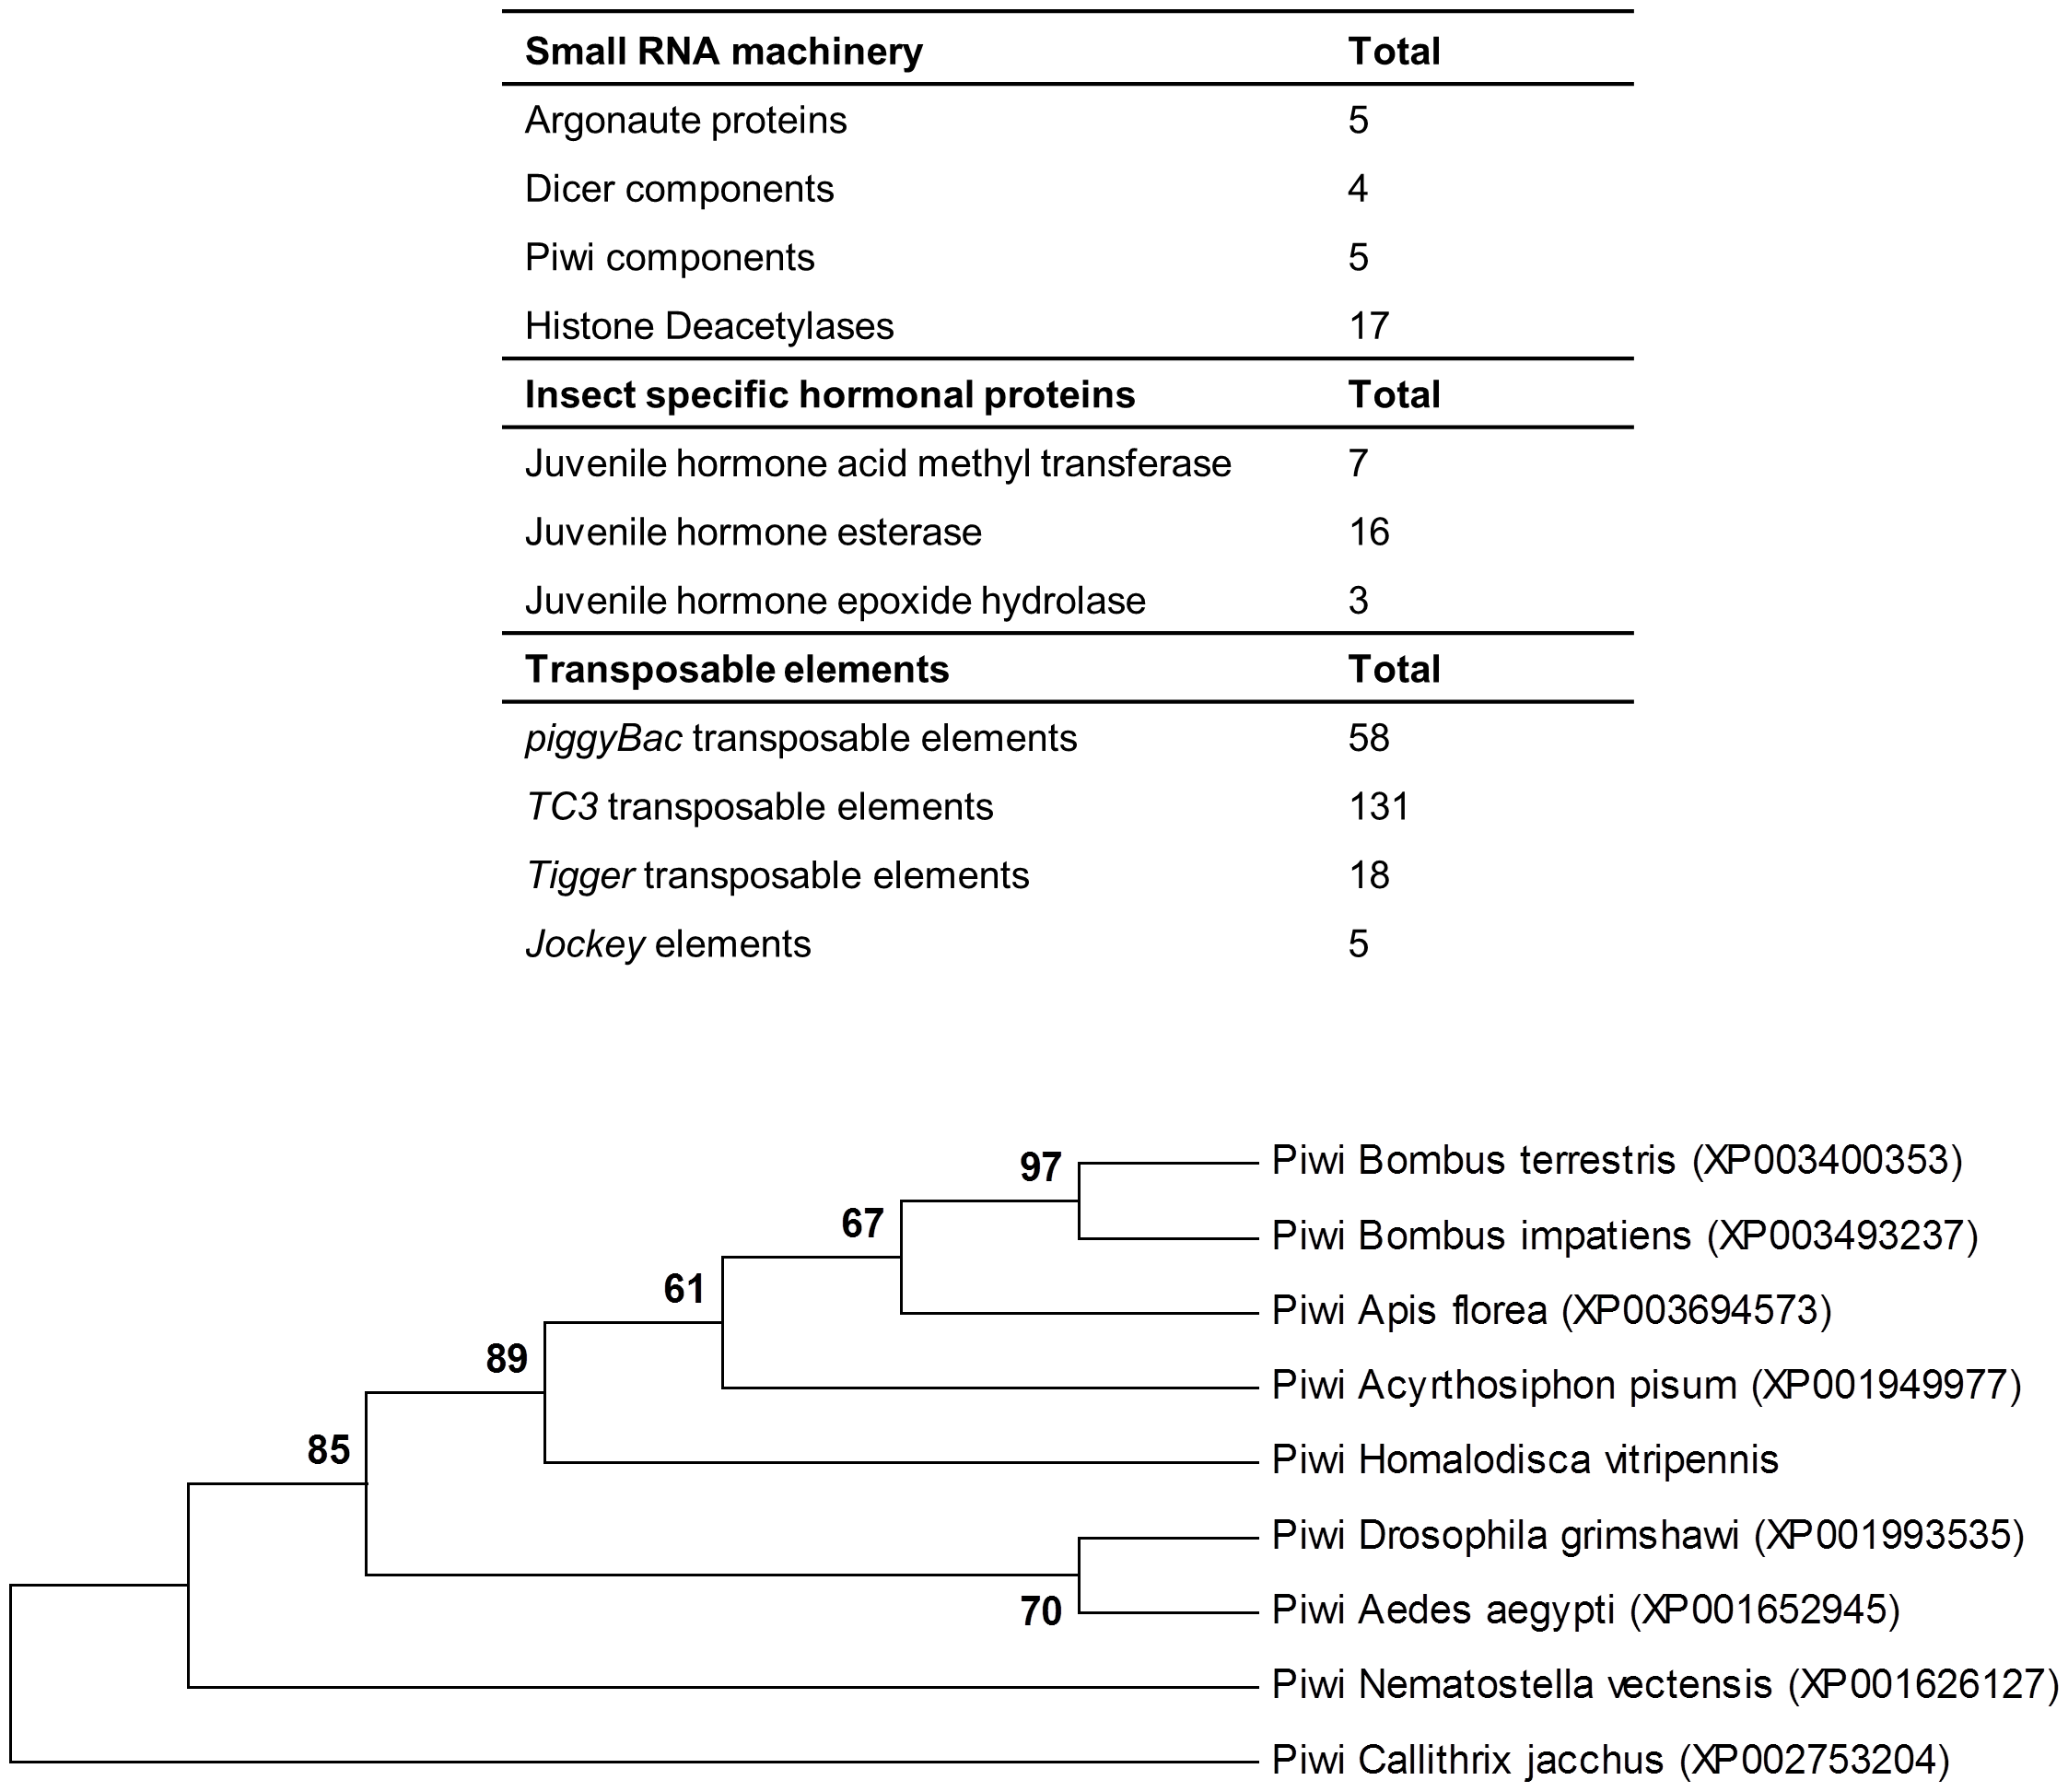 Small RNA machinery Total
Argonaute proteins 5
Dicer components 4
Piwi components 5
Histone Deacetylases 17
Insect specific hormonal proteins Total
Juvenile hormone acid methyl transferase 7
Juvenile hormone esterase 16
Juvenile hormone epoxide hydrolase 3
Transposable elements Total
piggyBac transposable elements 58
TC3 transposable elements 131
Tigger transposable elements 18
Jockey elements 5
97 Piwi Bombus terrestris (XP003400353)
67 Piwi Bombus impatiens (XP003493237)
61 Piwi Apis florea (XP003694573)
89 Piwi Acyrthosiphon pisum (XP001949977)
85 Piwi Homalodisca vitripennis
Piwi Drosophila grimshawi (XP001993535)
70 Piwi Aedes aegypti (XP001652945)
Piwi Nematostella vectensis (XP001626127)
Piwi Callithrix jacchus (XP002753204)